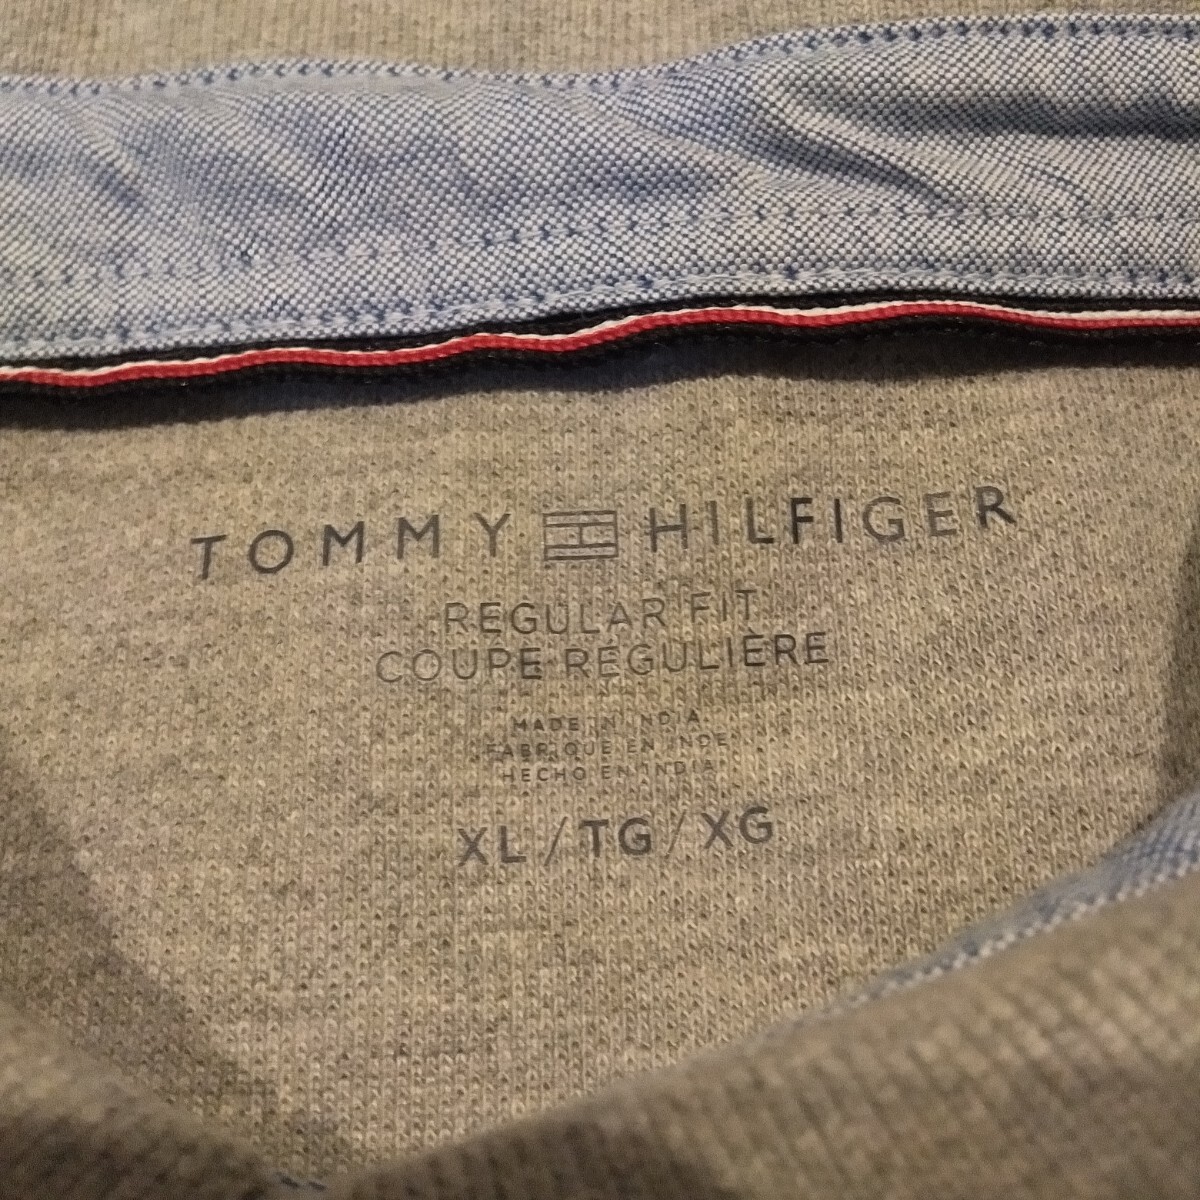 TOMMY HILFIGER
REGULAR FIT
COUPE RÉGULIÈRE
MADE IN INDIA
FABRIQUÉ EN INDE
HECHO EN INDIA
XL / TG / XG